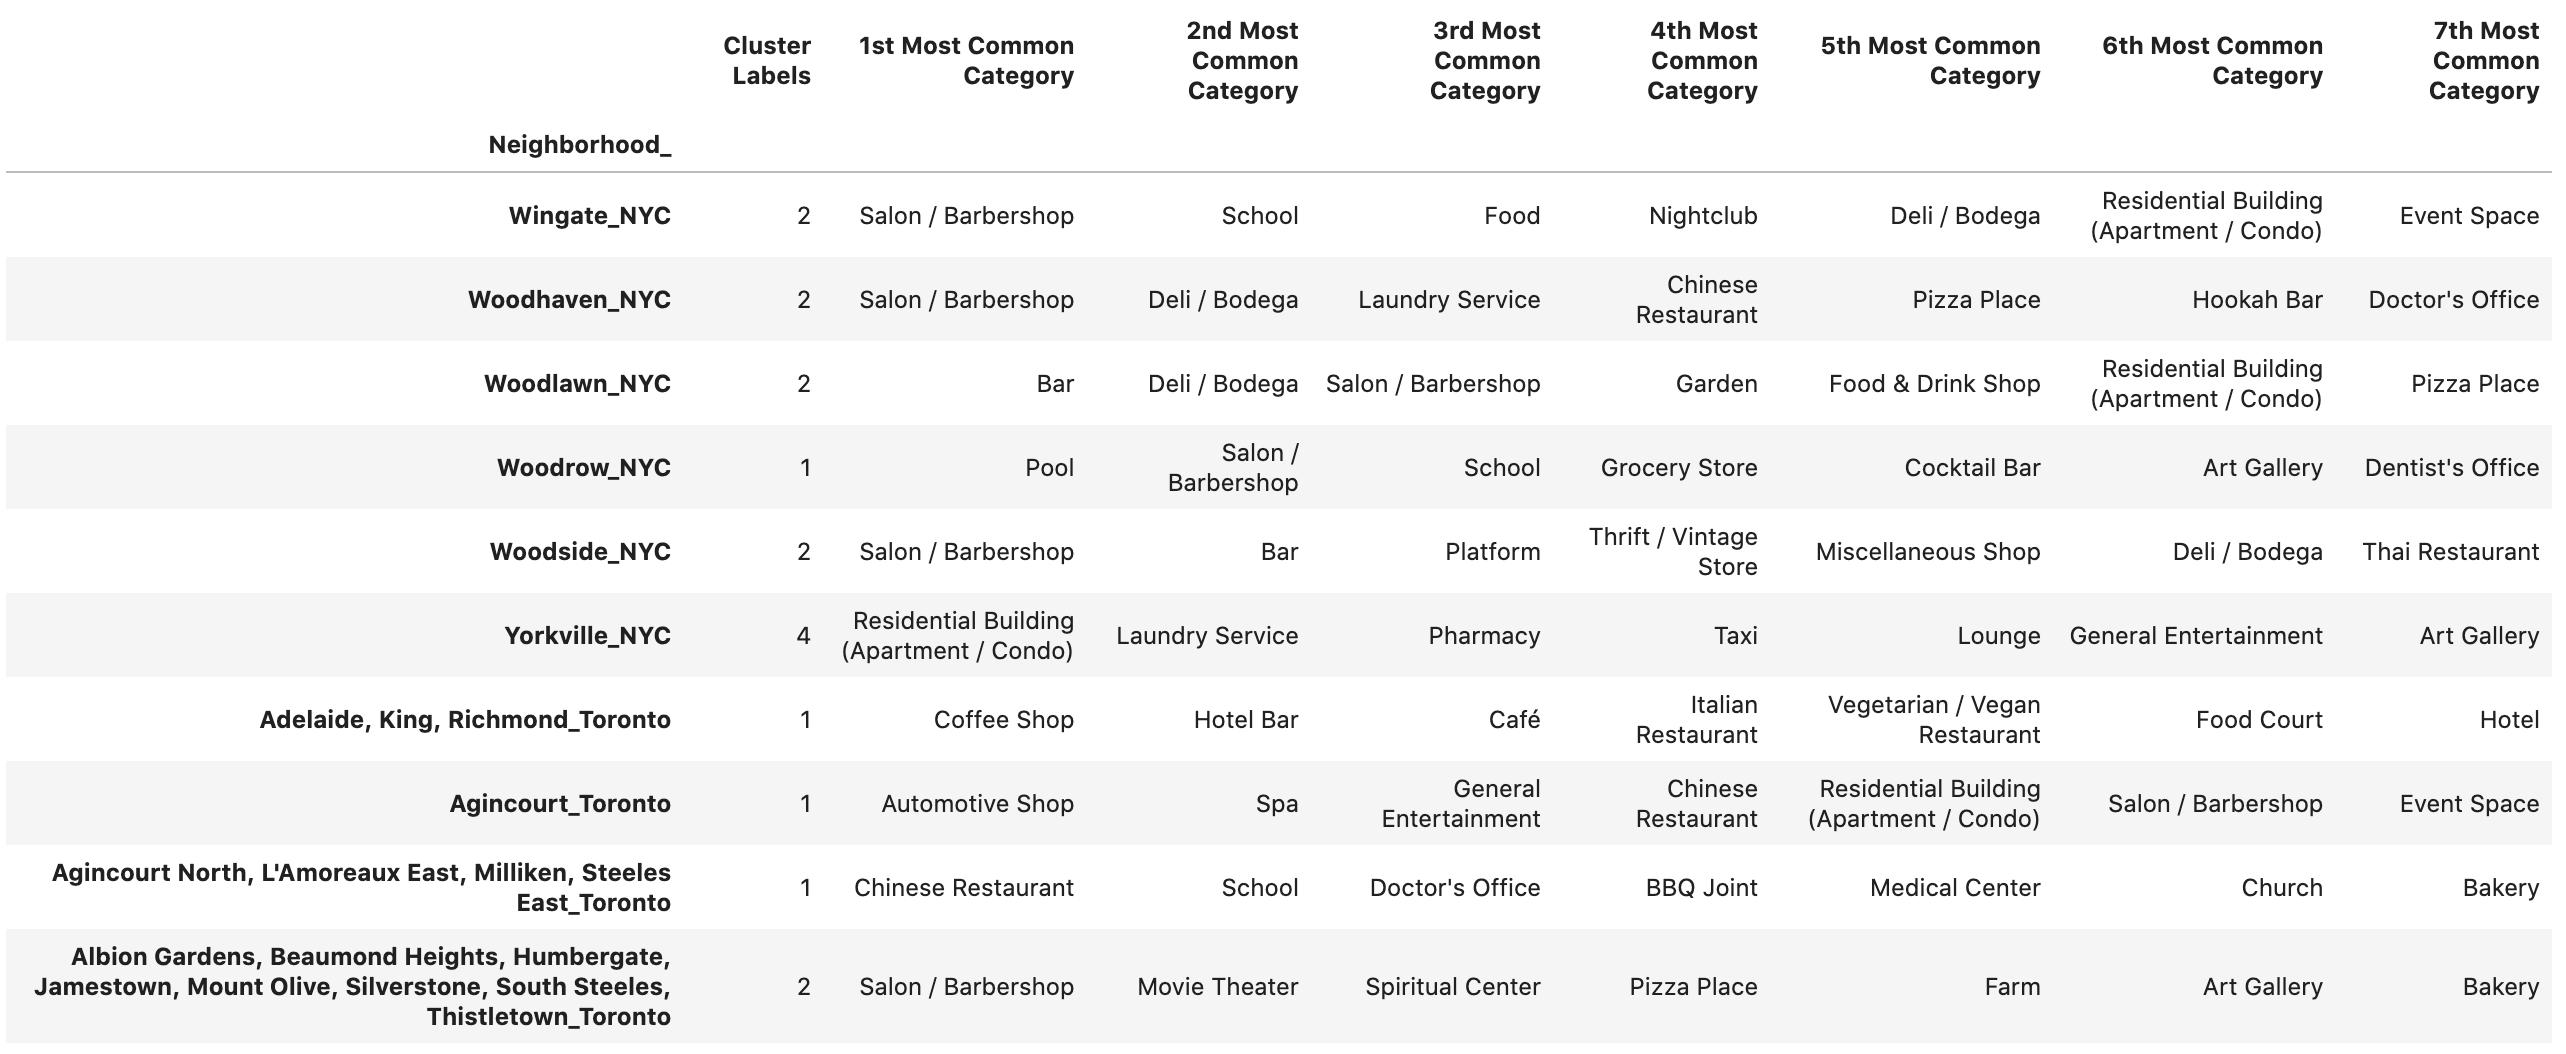 Cluster Labels 1st Most Common Category 2nd Most Common Category 3rd Most Common Category 4th Most Common Category 5th Most Common Category 6th Most Common Category 7th Most Common Category
Neighborhood_
Wingate_NYC 2 Salon / Barbershop School Food Nightclub Deli / Bodega Residential Building (Apartment / Condo) Event Space
Woodhaven_NYC 2 Salon / Barbershop Deli / Bodega Laundry Service Chinese Restaurant Pizza Place Hookah Bar Doctor's Office
Woodlawn_NYC 2 Bar Deli / Bodega Salon / Barbershop Garden Food & Drink Shop Residential Building (Apartment / Condo) Pizza Place
Woodrow_NYC 1 Pool Salon / Barbershop School Grocery Store Cocktail Bar Art Gallery Dentist's Office
Woodside_NYC 2 Salon / Barbershop Bar Platform Thrift / Vintage Store Miscellaneous Shop Deli / Bodega Thai Restaurant
Yorkville_NYC 4 Residential Building (Apartment / Condo) Laundry Service Pharmacy Taxi Lounge General Entertainment Art Gallery
Adelaide, King, Richmond_Toronto 1 Coffee Shop Hotel Bar Café Italian Restaurant Vegetarian / Vegan Restaurant Food Court Hotel
Agincourt_Toronto 1 Automotive Shop Spa General Entertainment Chinese Restaurant Residential Building (Apartment / Condo) Salon / Barbershop Event Space
Agincourt North, L'Amoreaux East, Milliken, Steeles East_Toronto 1 Chinese Restaurant School Doctor's Office BBQ Joint Medical Center Church Bakery
Albion Gardens, Beaumond Heights, Humbergate, Jamestown, Mount Olive, Silverstone, South Steeles, Thistletown_Toronto 2 Salon / Barbershop Movie Theater Spiritual Center Pizza Place Farm Art Gallery Bakery